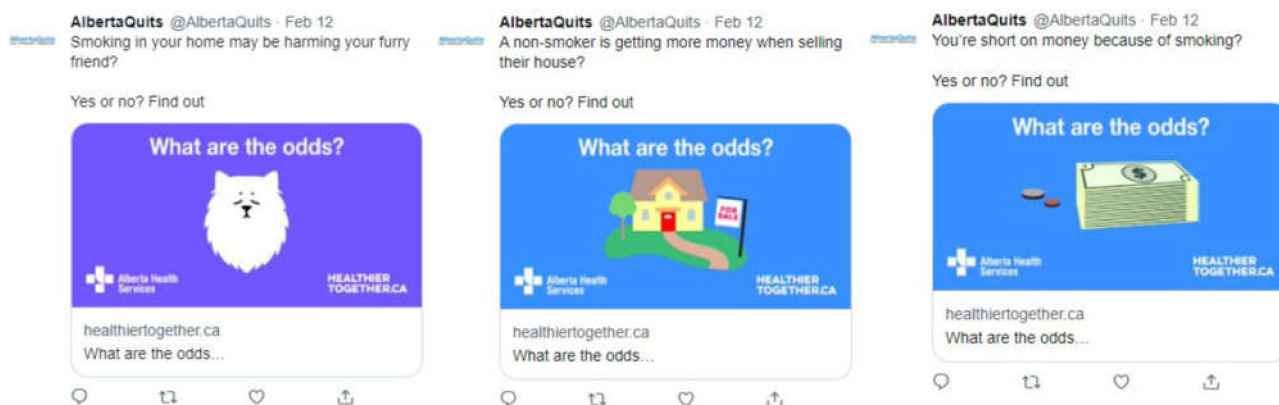 AlbertaQuits @AlbertaQuits · Feb 12
Smoking in your home may be harming your furry
friend?
Yes or no? Find out
What are the odds?
Alberta Health
Services
HEALTHIER
TOGETHER.CA
healthiertogether.ca
What are the odds...
AlbertaQuits @AlbertaQuits · Feb 12
A non-smoker is getting more money when selling
their house?
Yes or no? Find out
What are the odds?
FOR
SALE
Alberta Health
Services
HEALTHIER
TOGETHER.CA
healthiertogether.ca
What are the odds...
AlbertaQuits @AlbertaQuits · Feb 12
You're short on money because of smoking?
Yes or no? Find out
What are the odds?
$
Alberta Health
Services
HEALTHIER
TOGETHER.CA
healthiertogether.ca
What are the odds...